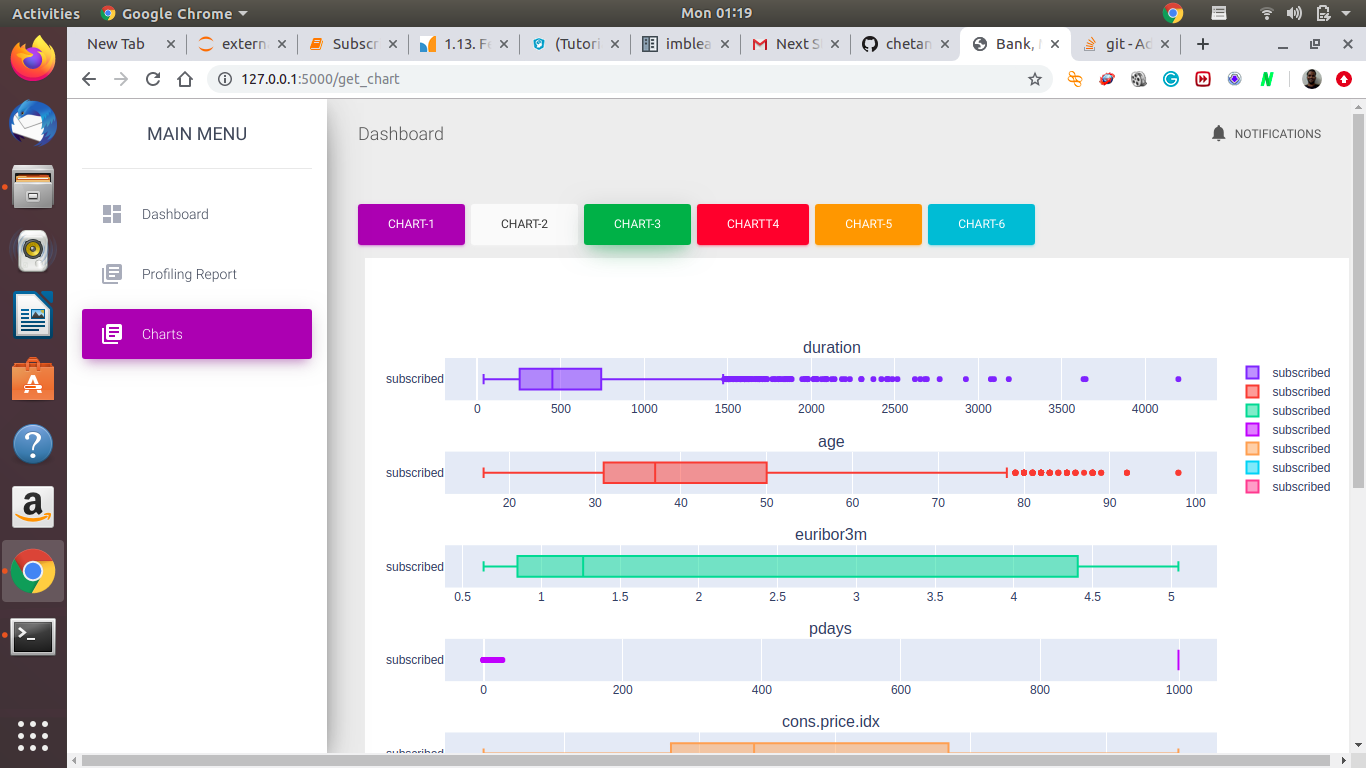 Activities Google Chrome Mon 01:19
New Tab extern Subscr 1.13. Fe (Tutori imblea Next S chetan Bank, git - Ad
127.0.0.1:5000/get_chart
MAIN MENU
Dashboard
Profiling Report
Charts
Dashboard
NOTIFICATIONS
CHART-1 CHART-2 CHART-3 CHARTT4 CHART-5 CHART-6
duration
subscribed
0 500 1000 1500 2000 2500 3000 3500 4000
age
subscribed
20 30 40 50 60 70 80 90 100
euribor3m
subscribed
0.5 1 1.5 2 2.5 3 3.5 4 4.5 5
pdays
subscribed
0 200 400 600 800 1000
cons.price.idx
subscribed
subscribed
subscribed
subscribed
subscribed
subscribed
subscribed
subscribed